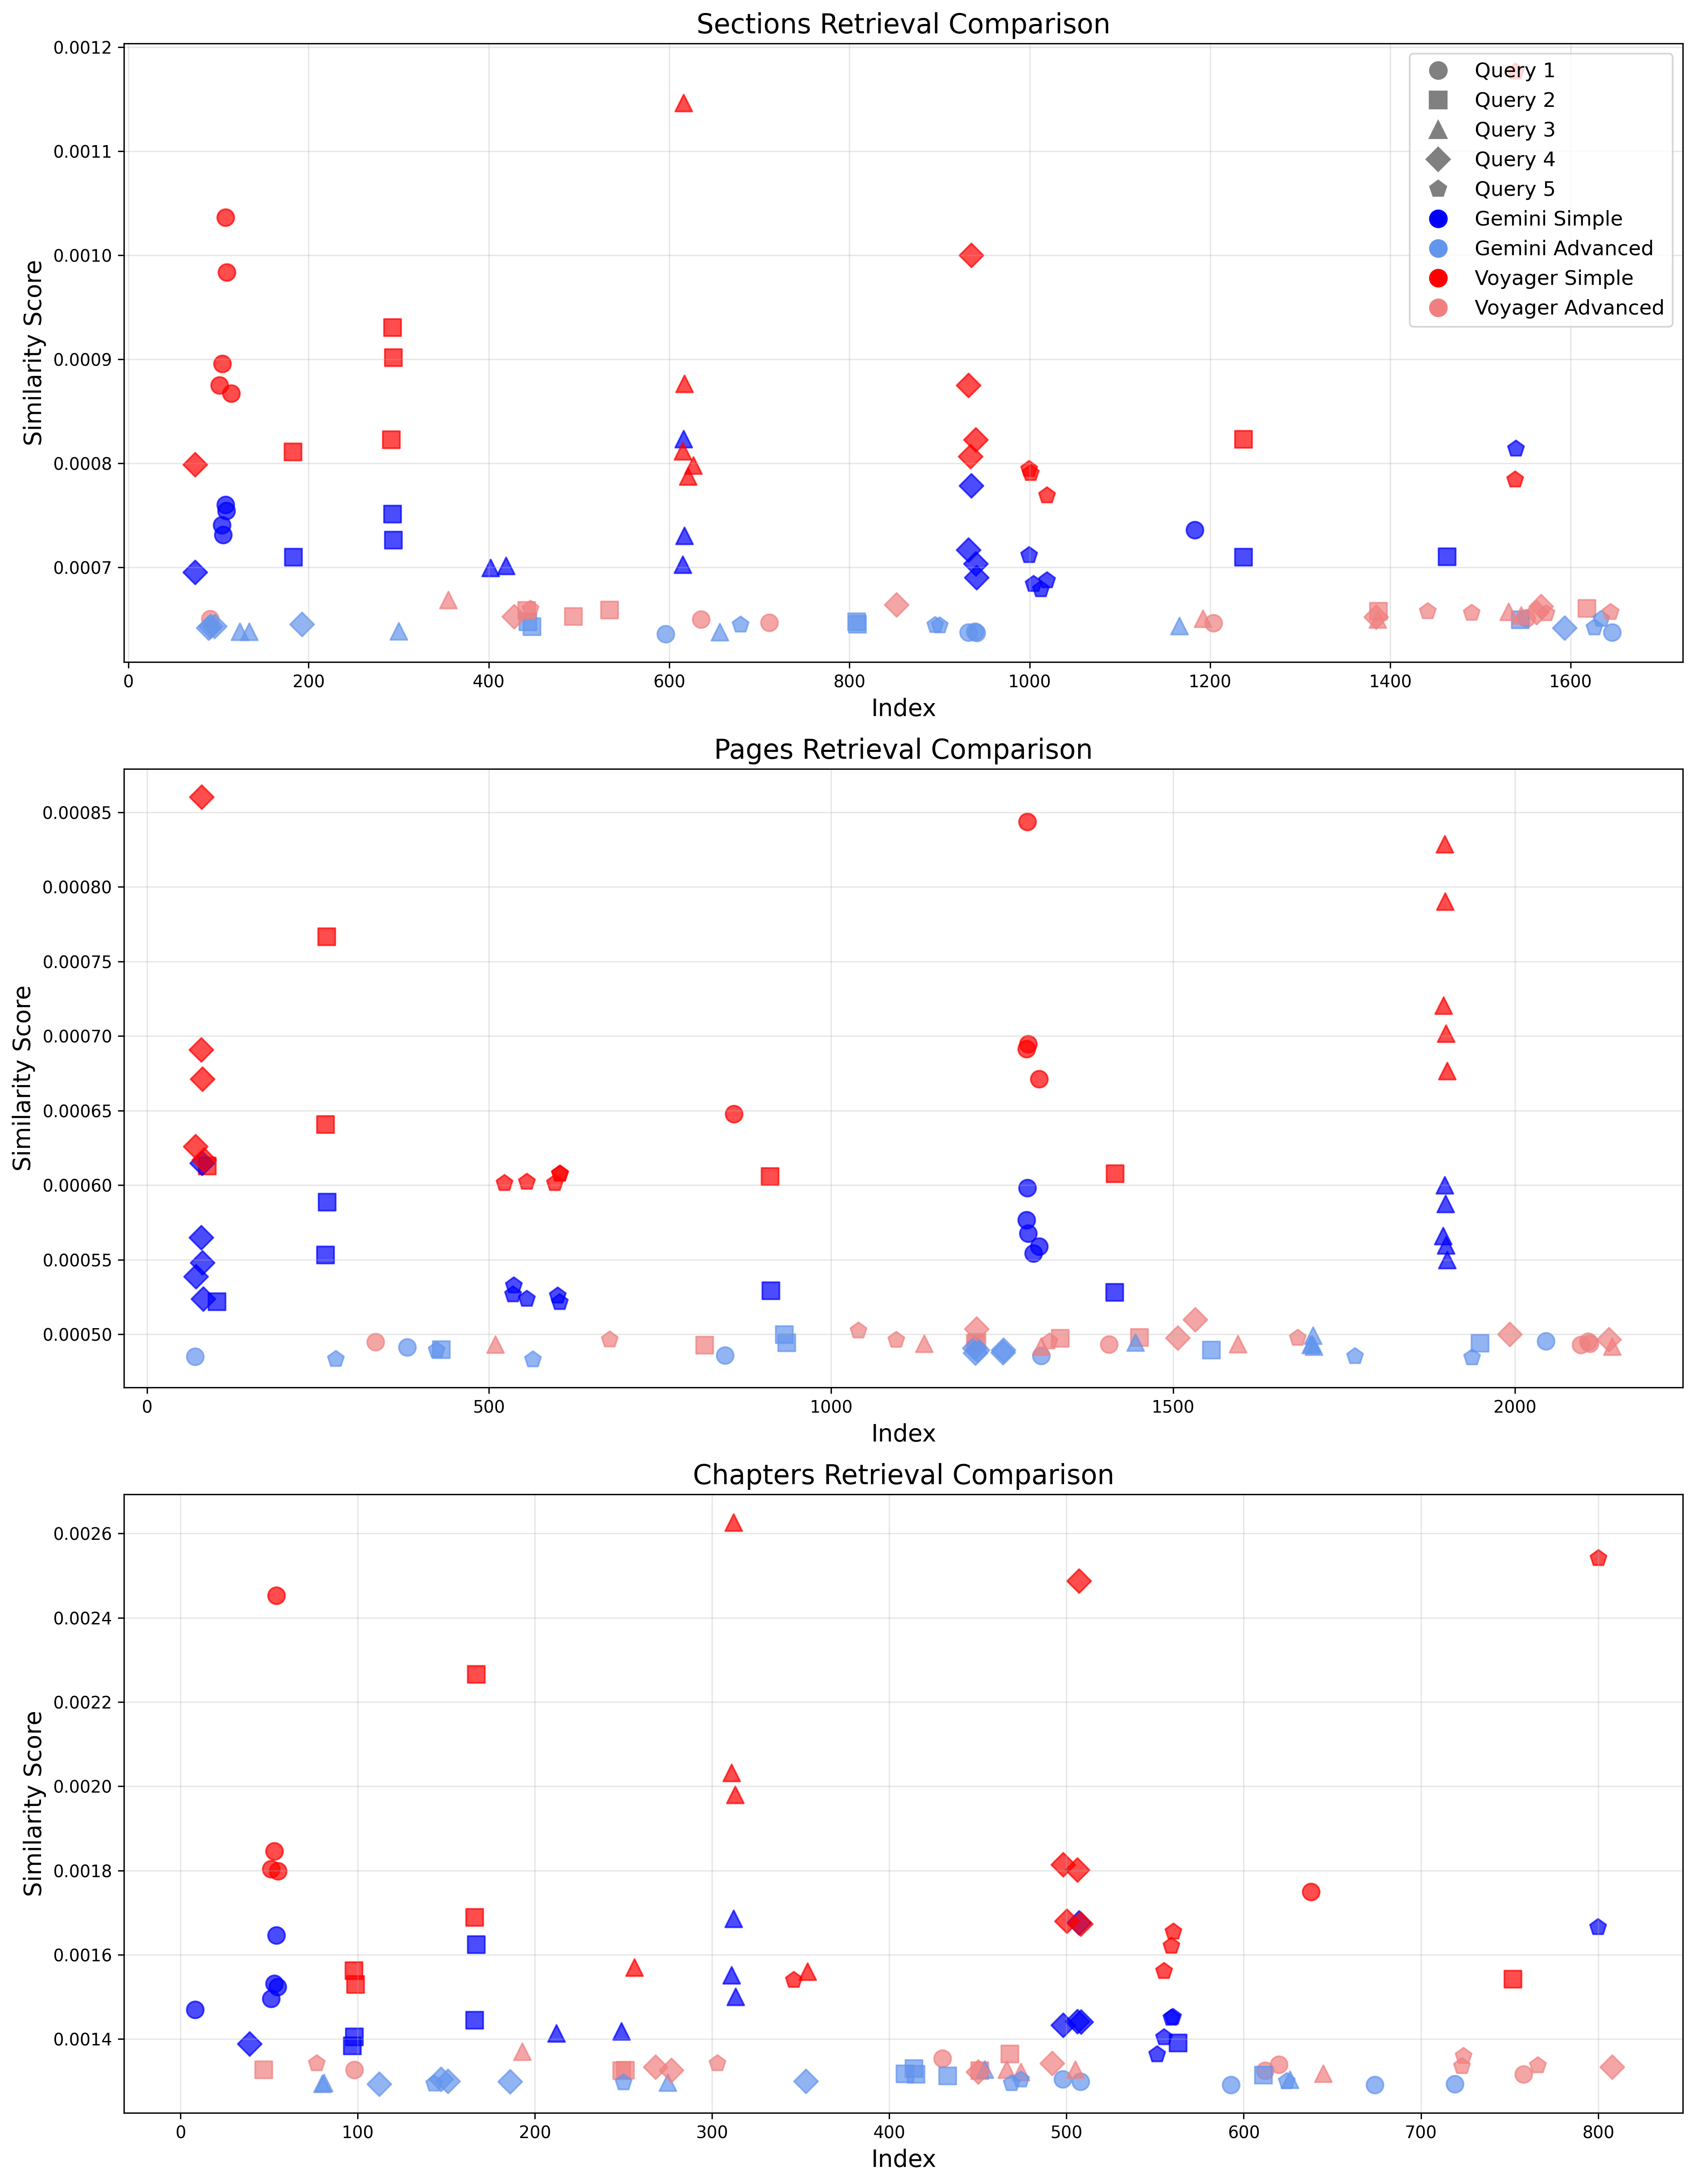 Sections Retrieval Comparison
0.0012
0.0011
0.0010
0.0009
0.0008
0.0007
Similarity Score
Query 1
Query 2
Query 3
Query 4
Query 5
Gemini Simple
Gemini Advanced
Voyager Simple
Voyager Advanced
0 200 400 600 800 1000 1200 1400 1600
Index
Pages Retrieval Comparison
0.00085
0.00080
0.00075
0.00070
0.00065
0.00060
0.00055
0.00050
Similarity Score
0 500 1000 1500 2000
Index
Chapters Retrieval Comparison
0.0026
0.0024
0.0022
0.0020
0.0018
0.0016
0.0014
Similarity Score
0 100 200 300 400 500 600 700 800
Index